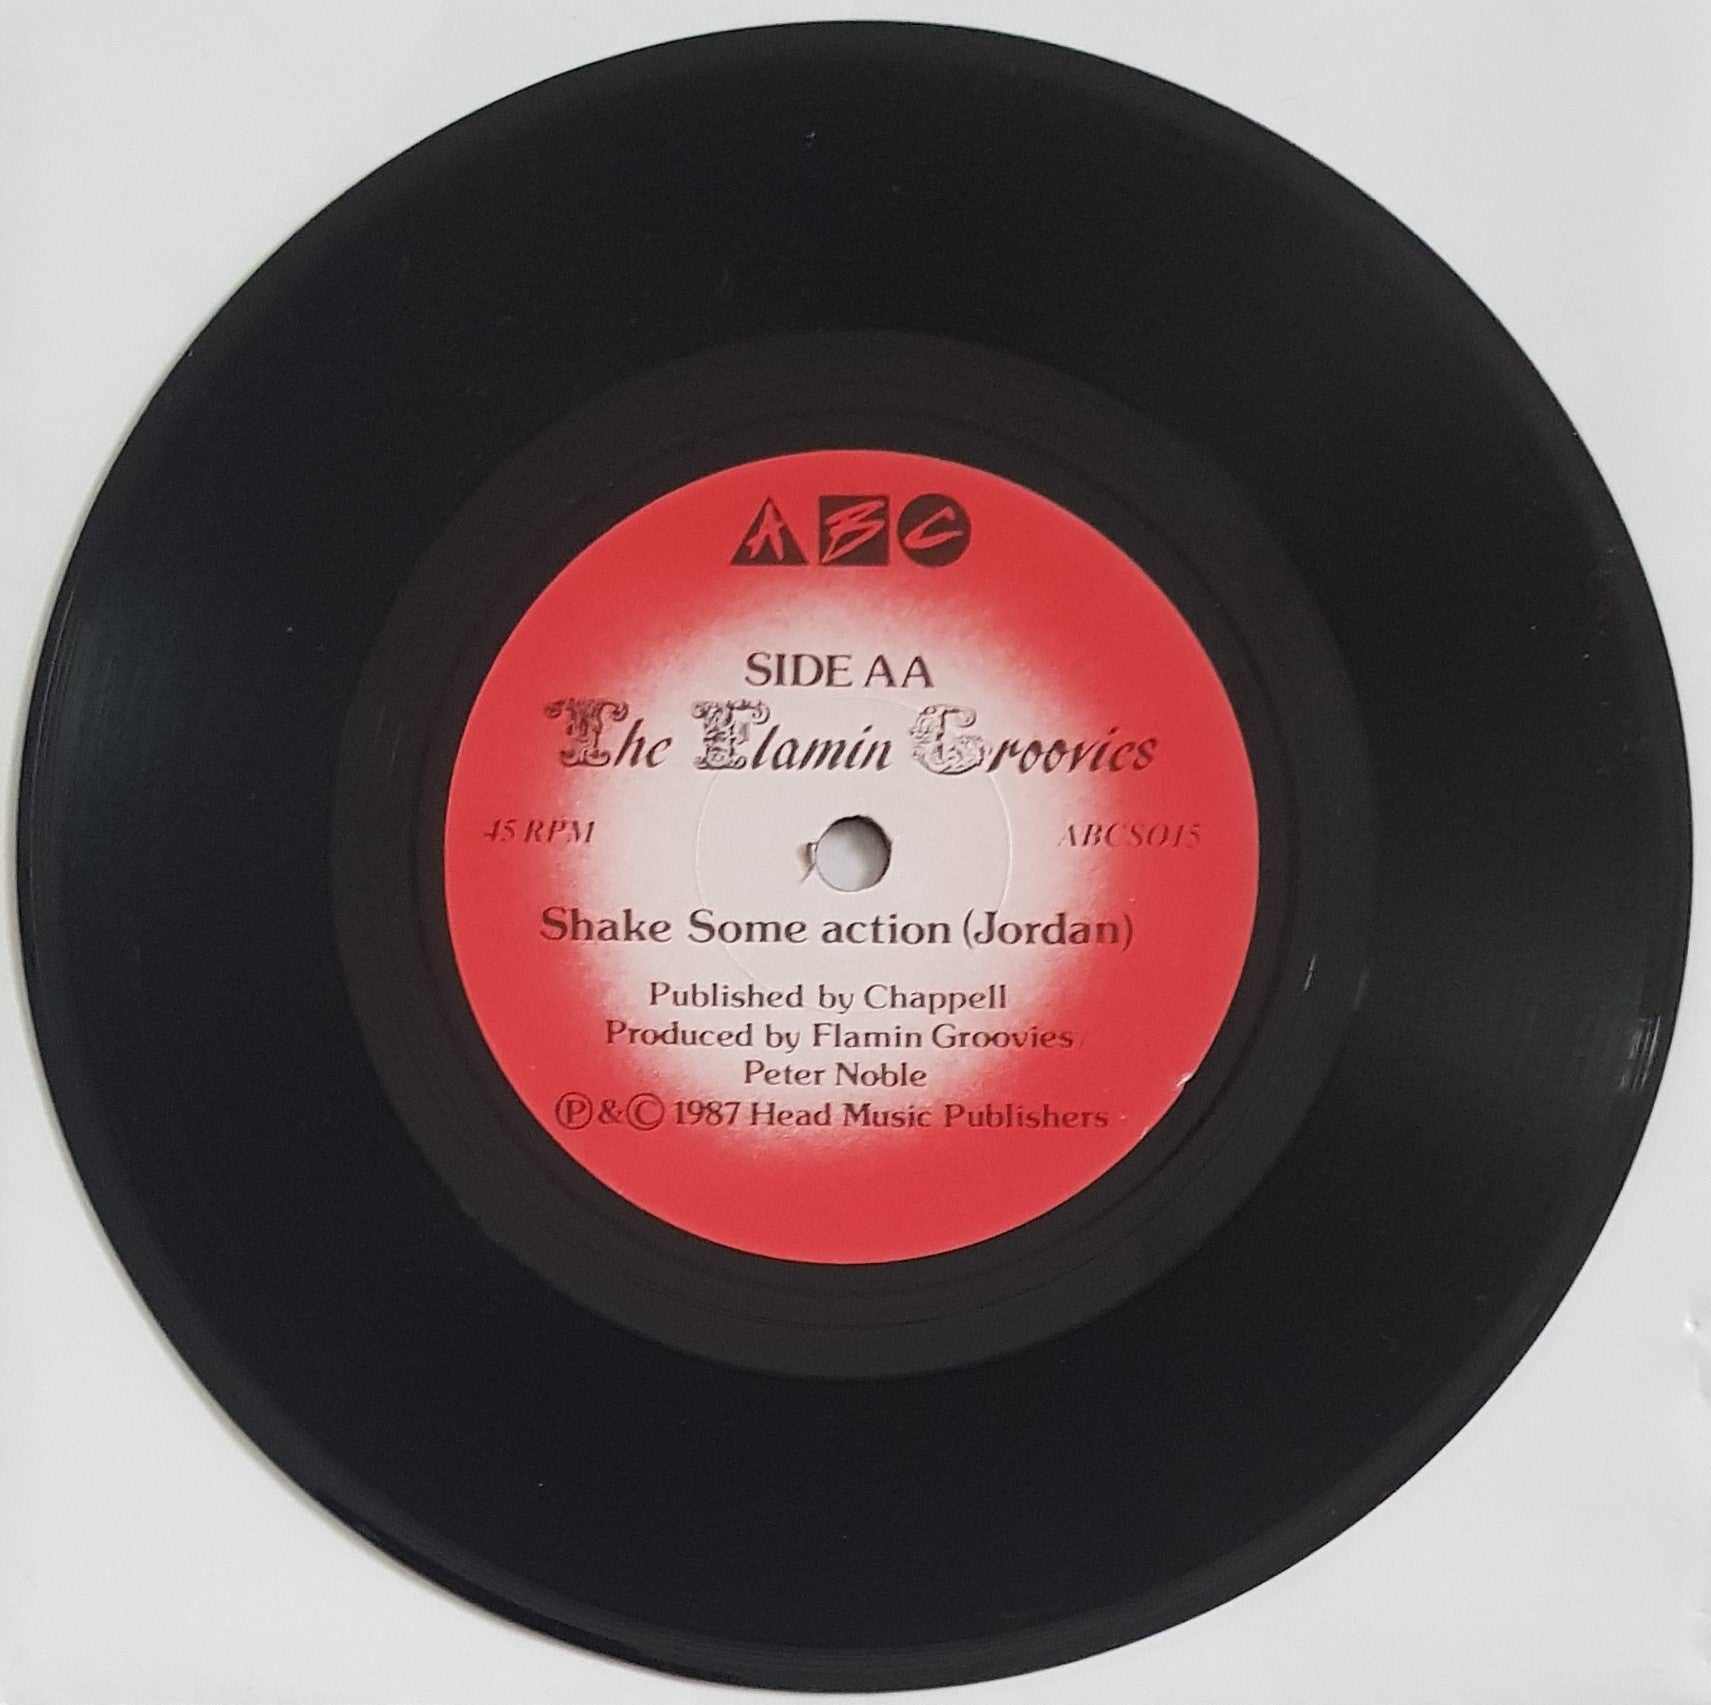 ABC
SIDE AA
The Flamin Groovies
45 RPM
ABCSO15
Shake Some action (Jordan)
Published by Chappell
Produced by Flamin Groovies/
Peter Noble
Ⓟ&© 1987 Head Music Publishers